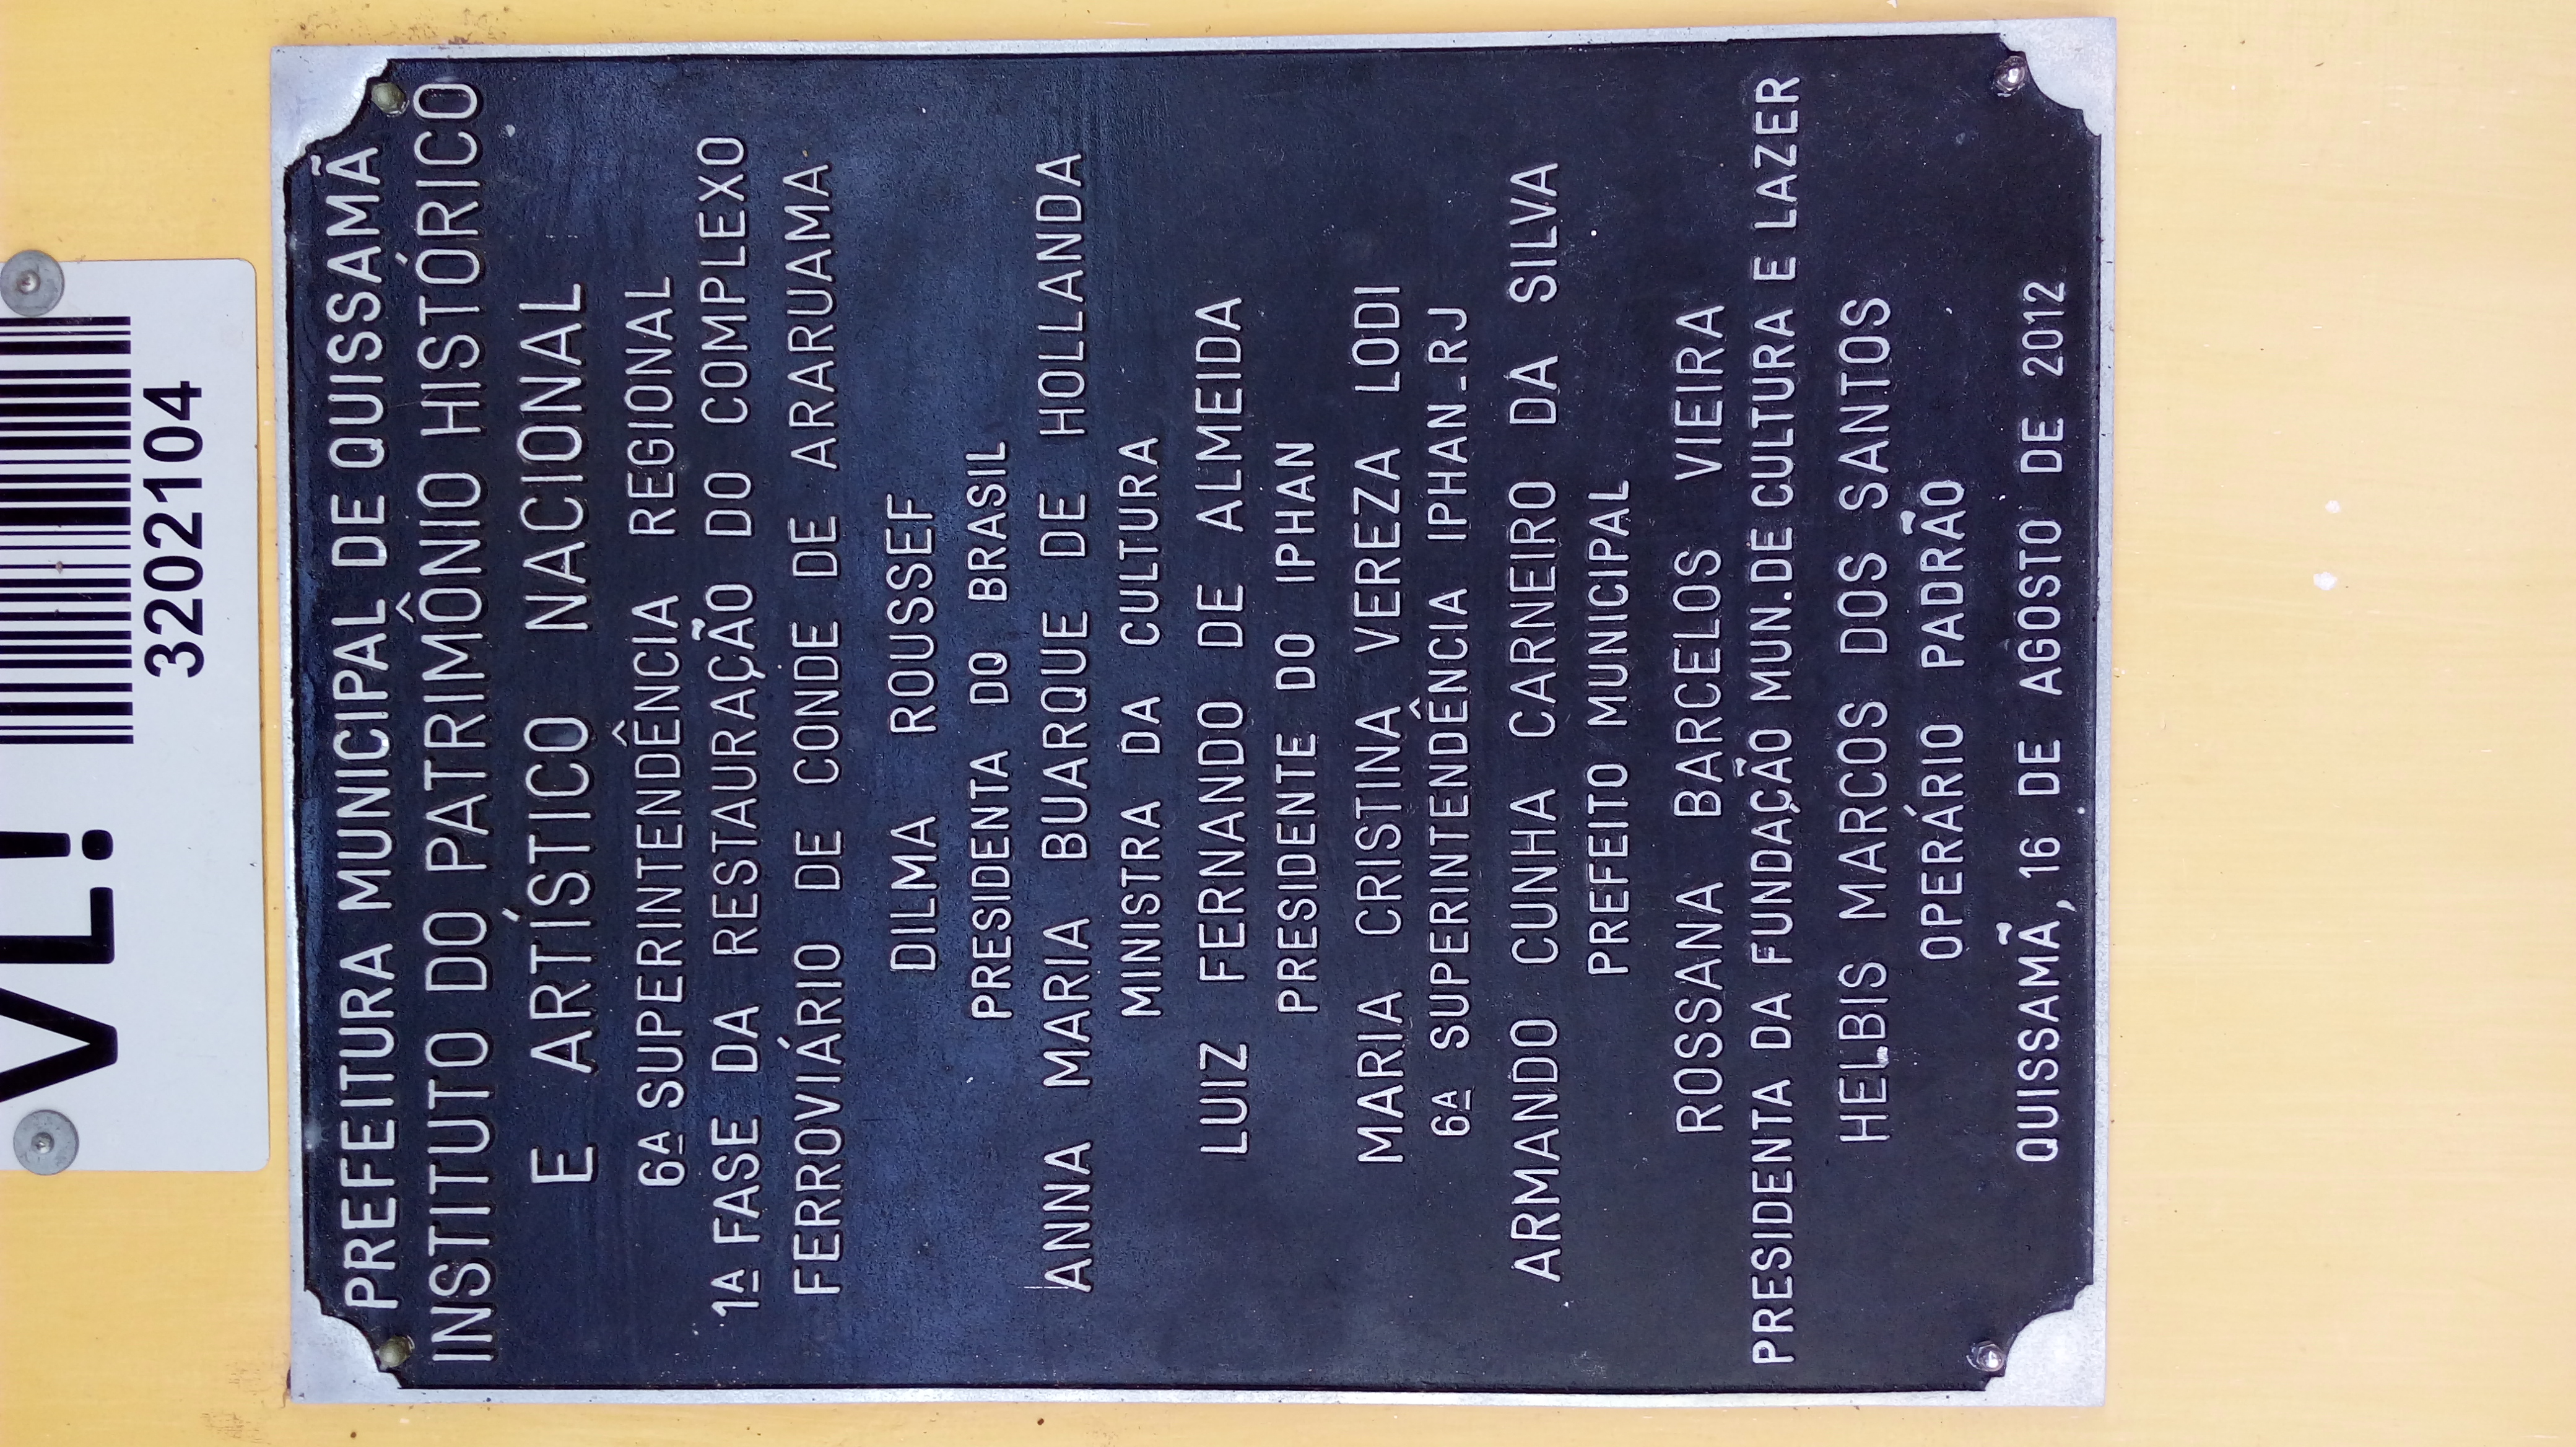 VL!
3202104
PREFEITURA MUNICIPAL DE QUISSAMÃ
INSTITUTO DO PATRIMÔNIO HISTÓRICO
E ARTÍSTICO NACIONAL
6ª SUPERINTENDÊNCIA REGIONAL
1ª FASE DA RESTAURAÇÃO DO COMPLEXO
FERROVIÁRIO DE CONDE DE ARARUAMA
DILMA ROUSSEF
PRESIDENTA DO BRASIL
ANNA MARIA BUARQUE DE HOLLANDA
MINISTRA DA CULTURA
LUIZ FERNANDO DE ALMEIDA
PRESIDENTE DO IPHAN
MARIA CRISTINA VEREZA LODI
6ª SUPERINTENDÊNCIA IPHAN-RJ
ARMANDO CUNHA CARNEIRO DA SILVA
PREFEITO MUNICIPAL
ROSSANA BARCELOS VIEIRA
PRESIDENTA DA FUNDAÇÃO MUN. DE CULTURA E LAZER
HELBIS MARCOS DOS SANTOS
OPERÁRIO PADRÃO
QUISSAMÃ, 16 DE AGOSTO DE 2012